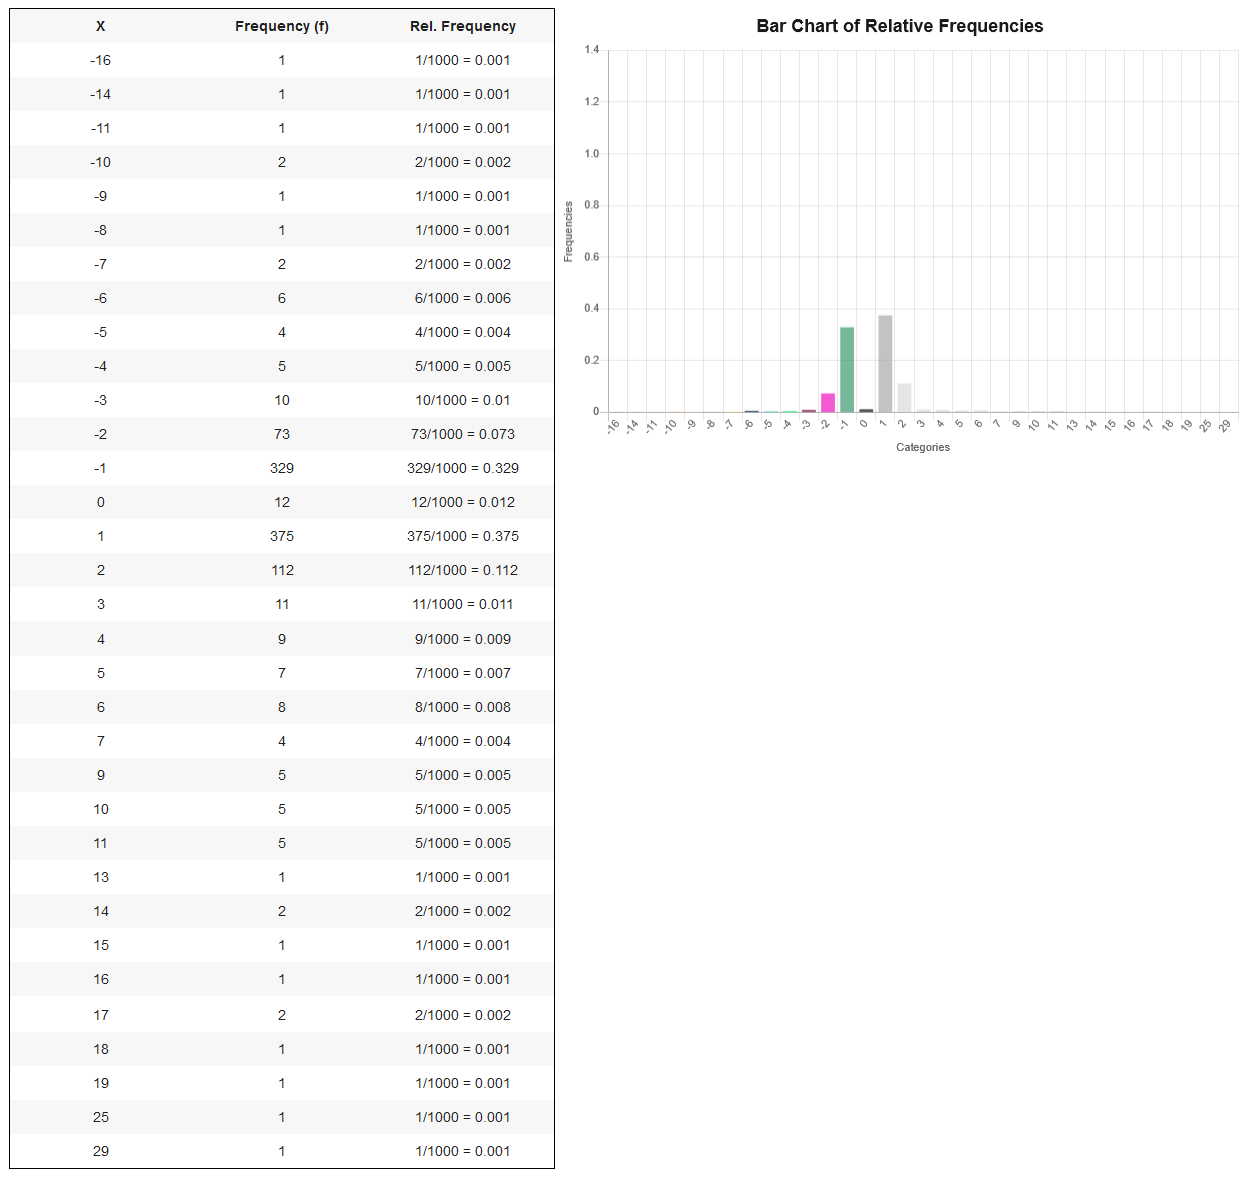 X Frequency (f) Rel. Frequency
-16 1 1/1000 = 0.001
-14 1 1/1000 = 0.001
-11 1 1/1000 = 0.001
-10 2 2/1000 = 0.002
-9 1 1/1000 = 0.001
-8 1 1/1000 = 0.001
-7 2 2/1000 = 0.002
-6 6 6/1000 = 0.006
-5 4 4/1000 = 0.004
-4 5 5/1000 = 0.005
-3 10 10/1000 = 0.01
-2 73 73/1000 = 0.073
-1 329 329/1000 = 0.329
0 12 12/1000 = 0.012
1 375 375/1000 = 0.375
2 112 112/1000 = 0.112
3 11 11/1000 = 0.011
4 9 9/1000 = 0.009
5 7 7/1000 = 0.007
6 8 8/1000 = 0.008
7 4 4/1000 = 0.004
9 5 5/1000 = 0.005
10 5 5/1000 = 0.005
11 5 5/1000 = 0.005
13 1 1/1000 = 0.001
14 2 2/1000 = 0.002
15 1 1/1000 = 0.001
16 1 1/1000 = 0.001
17 2 2/1000 = 0.002
18 1 1/1000 = 0.001
19 1 1/1000 = 0.001
25 1 1/1000 = 0.001
29 1 1/1000 = 0.001
Bar Chart of Relative Frequencies
1.4
1.2
1.0
0.8
0.6
0.4
0.2
0
Frequencies
-16 -14 -11 -10 -9 -8 -7 -6 -5 -4 -3 -2 -1 0 1 2 3 4 5 6 7 9 10 11 13 14 15 16 17 18 19 25 29
Categories